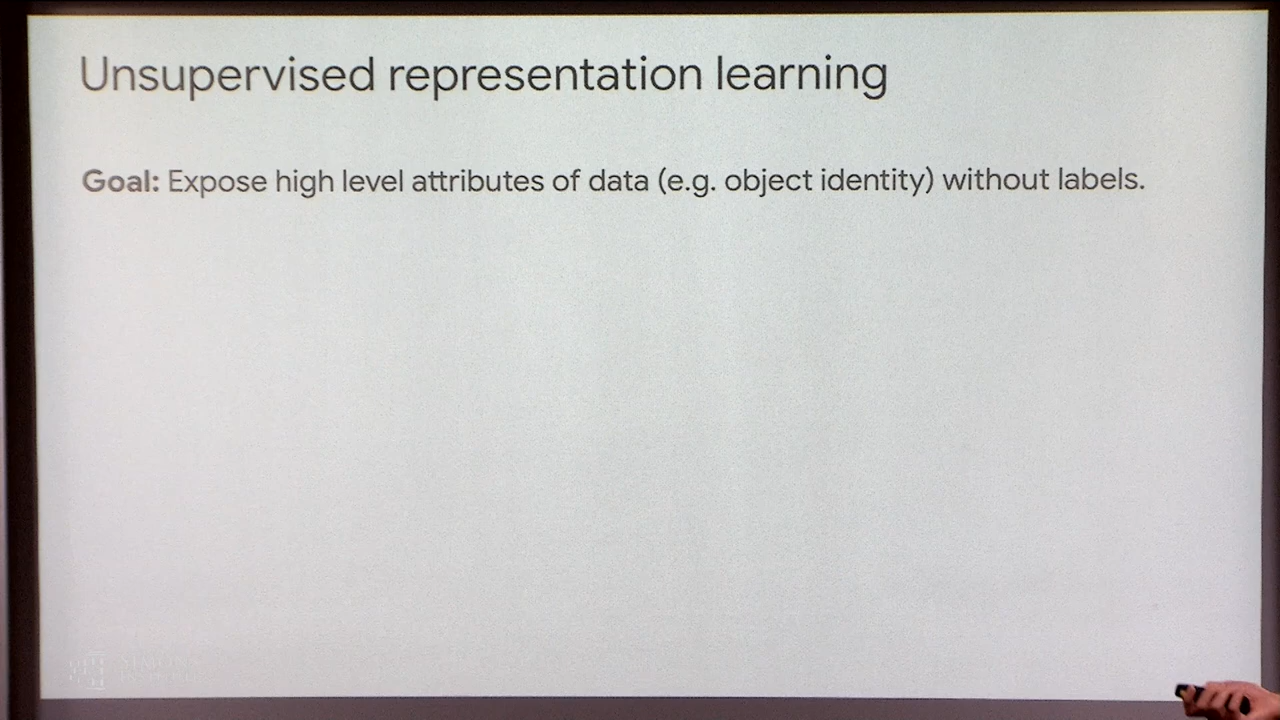 Unsupervised representation learning
Goal: Expose high level attributes of data (e.g. object identity) without labels.